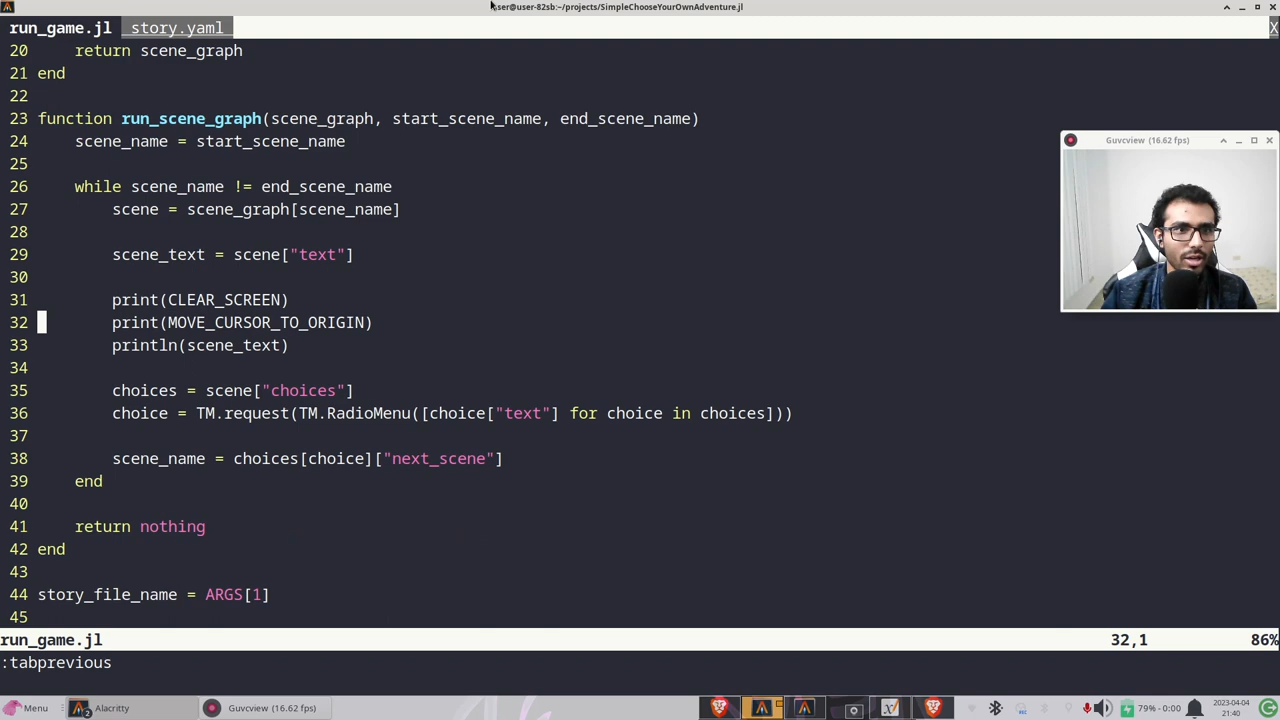 ser@user-82sb:~/projects/SimpleChooseYourOwnAdventure.jl
run_game.jl story.yaml X
20 return scene_graph
21 end
22
23 function run_scene_graph(scene_graph, start_scene_name, end_scene_name)
24 scene_name = start_scene_name
25
26 while scene_name != end_scene_name
27 scene = scene_graph[scene_name]
28
29 scene_text = scene["text"]
30
31 print(CLEAR_SCREEN)
32 print(MOVE_CURSOR_TO_ORIGIN)
33 println(scene_text)
34
35 choices = scene["choices"]
36 choice = TM.request(TM.RadioMenu([choice["text"] for choice in choices]))
37
38 scene_name = choices[choice]["next_scene"]
39 end
40
41 return nothing
42 end
43
44 story_file_name = ARGS[1]
45
run_game.jl 32,1 86%
:tabprevious
Guvcview (16.62 fps)
Menu Alacritty Guvcview (16.62 fps) 79% - 0:00 2023-04-04
21:40